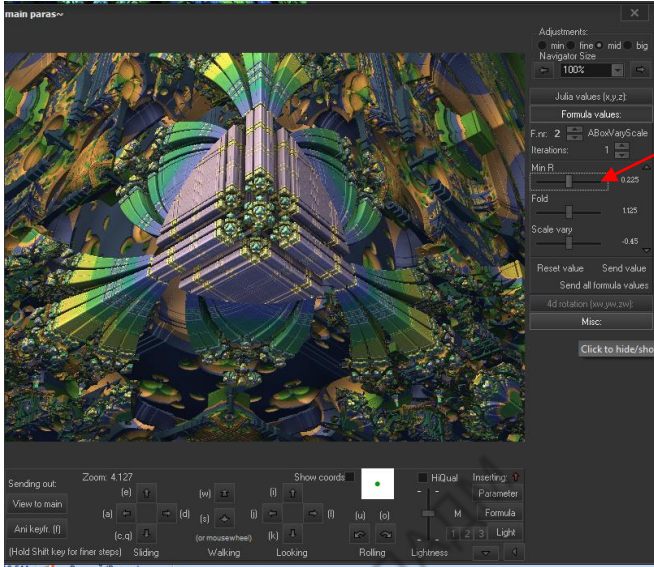 main paras~
Adjustments:
min fine mid big
Navigator Size
100%
Julia values (x,y,z):
Formula values:
F.nr: 2 ABoxVaryScale
Iterations: 1
Min R
0.225
Fold
1.125
Scale vary
-0.45
Reset value Send value
Send all formula values
4d rotation (xw,yw,zw):
Misc:
Click to hide/sho
Sending out: Zoom: 4.127 Show coords HiQual Inserting:
View to main (e) (w) (i) Parameter
(a) (d) (s) (j) (l) (u) (o) M Formula
Ani keyfr. (f) (c,q) (or mousewheel) (k) 1 2 3 Light
(Hold Shift key for finer steps) Sliding Walking Looking Rolling Lightness